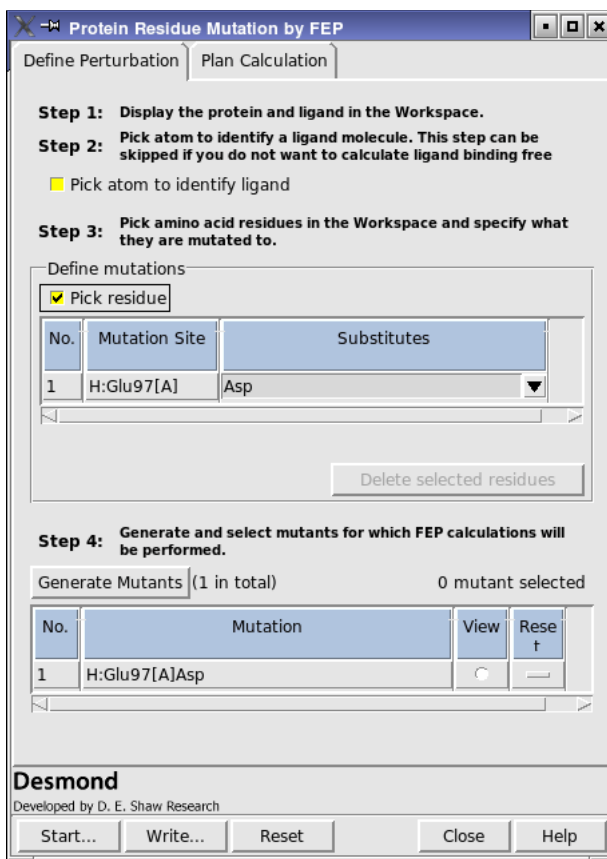 Protein Residue Mutation by FEP
Define Perturbation Plan Calculation
Step 1: Display the protein and ligand in the Workspace.
Step 2: Pick atom to identify a ligand molecule. This step can be
skipped if you do not want to calculate ligand binding free
Pick atom to identify ligand
Step 3: Pick amino acid residues in the Workspace and specify what
they are mutated to.
Define mutations
Pick residue
No. Mutation Site Substitutes
1 H:Glu97[A] Asp
Delete selected residues
Step 4: Generate and select mutants for which FEP calculations will
be performed.
Generate Mutants (1 in total) 0 mutant selected
No. Mutation View Rese
t
1 H:Glu97[A]Asp
Desmond
Developed by D. E. Shaw Research
Start... Write... Reset Close Help